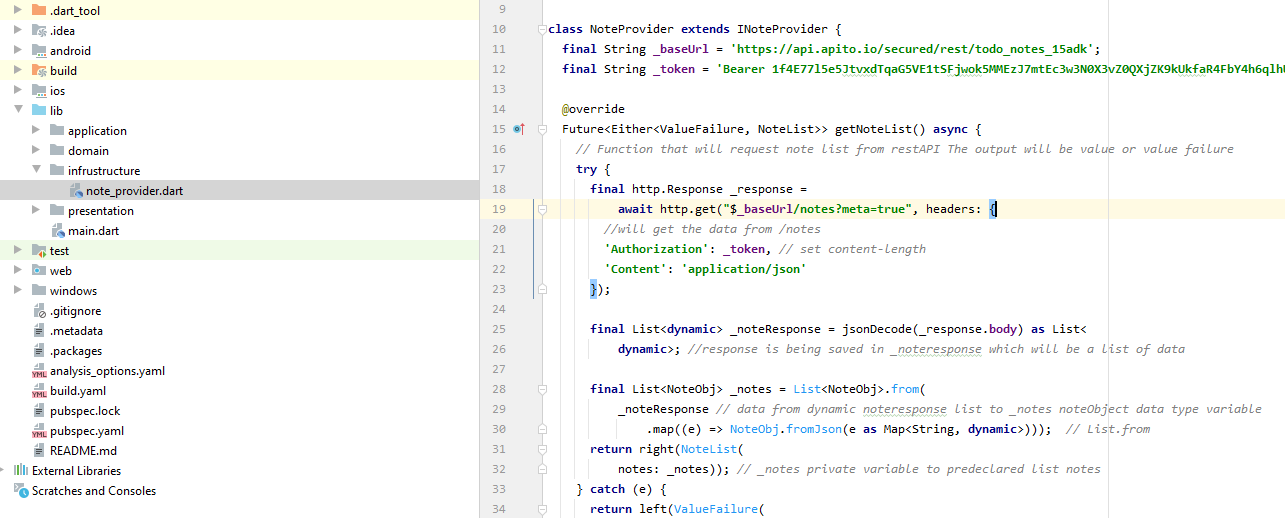 .dart_tool
.idea
android
build
ios
lib
application
domain
infrustructure
note_provider.dart
presentation
main.dart
test
web
windows
.gitignore
.metadata
.packages
analysis_options.yaml
build.yaml
pubspec.lock
pubspec.yaml
README.md
External Libraries
Scratches and Consoles
9
10 class NoteProvider extends INoteProvider {
11 final String _baseUrl = 'https://api.apito.io/secured/rest/todo_notes_15adk';
12 final String _token = 'Bearer
13
14 @override
15 Future<Either<ValueFailure, NoteList>> getNoteList() async {
16 // Function that will request note list from restAPI The output will be value or value failure
17 try {
18 final http.Response _response =
19 await http.get("$_baseUrl/notes?meta=true", headers: {
20 //will get the data from /notes
21 'Authorization': _token, // set content-length
22 'Content': 'application/json'
23 });
24
25 final List<dynamic> _noteResponse = jsonDecode(_response.body) as List<
26 dynamic>; //response is being saved in _noteresponse which will be a list of data
27
28 final List<NoteObj> _notes = List<NoteObj>.from(
29 _noteResponse // data from dynamic noteresponse list to _notes noteObject data type variable
30 .map((e) => NoteObj.fromJson(e as Map<String, dynamic>))); // List.from
31 return right(NoteList(
32 notes: _notes)); // _notes private variable to predeclared list notes
33 } catch (e) {
34 return left(ValueFailure(